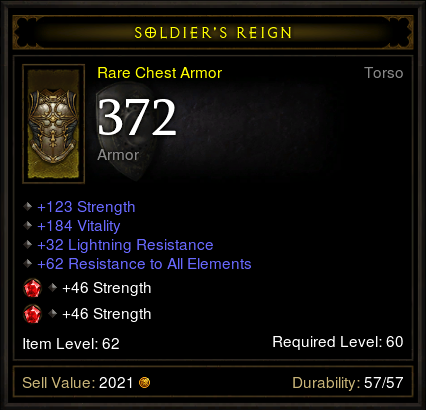 SOLDIER'S REIGN
Rare Chest Armor Torso
372
Armor
+123 Strength
+184 Vitality
+32 Lightning Resistance
+62 Resistance to All Elements
+46 Strength
+46 Strength
Item Level: 62 Required Level: 60
Sell Value: 2021 Durability: 57/57